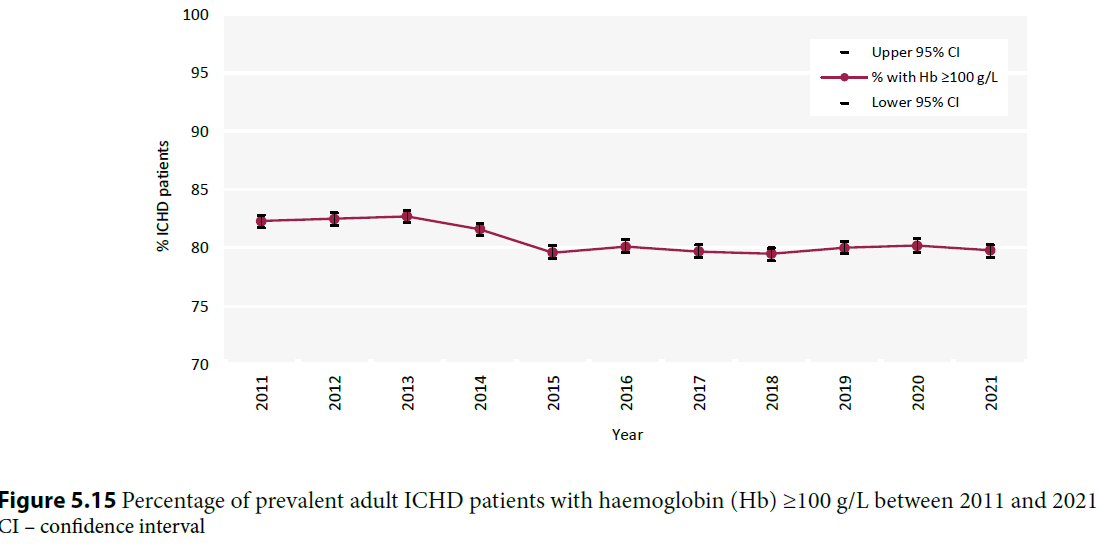 100
95
90
85
80
75
70
% ICHD patients
Upper 95% CI
% with Hb ≥100 g/L
Lower 95% CI
2011
2012
2013
2014
2015
2016
2017
2018
2019
2020
2021
Year
Figure 5.15 Percentage of prevalent adult ICHD patients with haemoglobin (Hb) ≥100 g/L between 2011 and 2021
CI – confidence interval